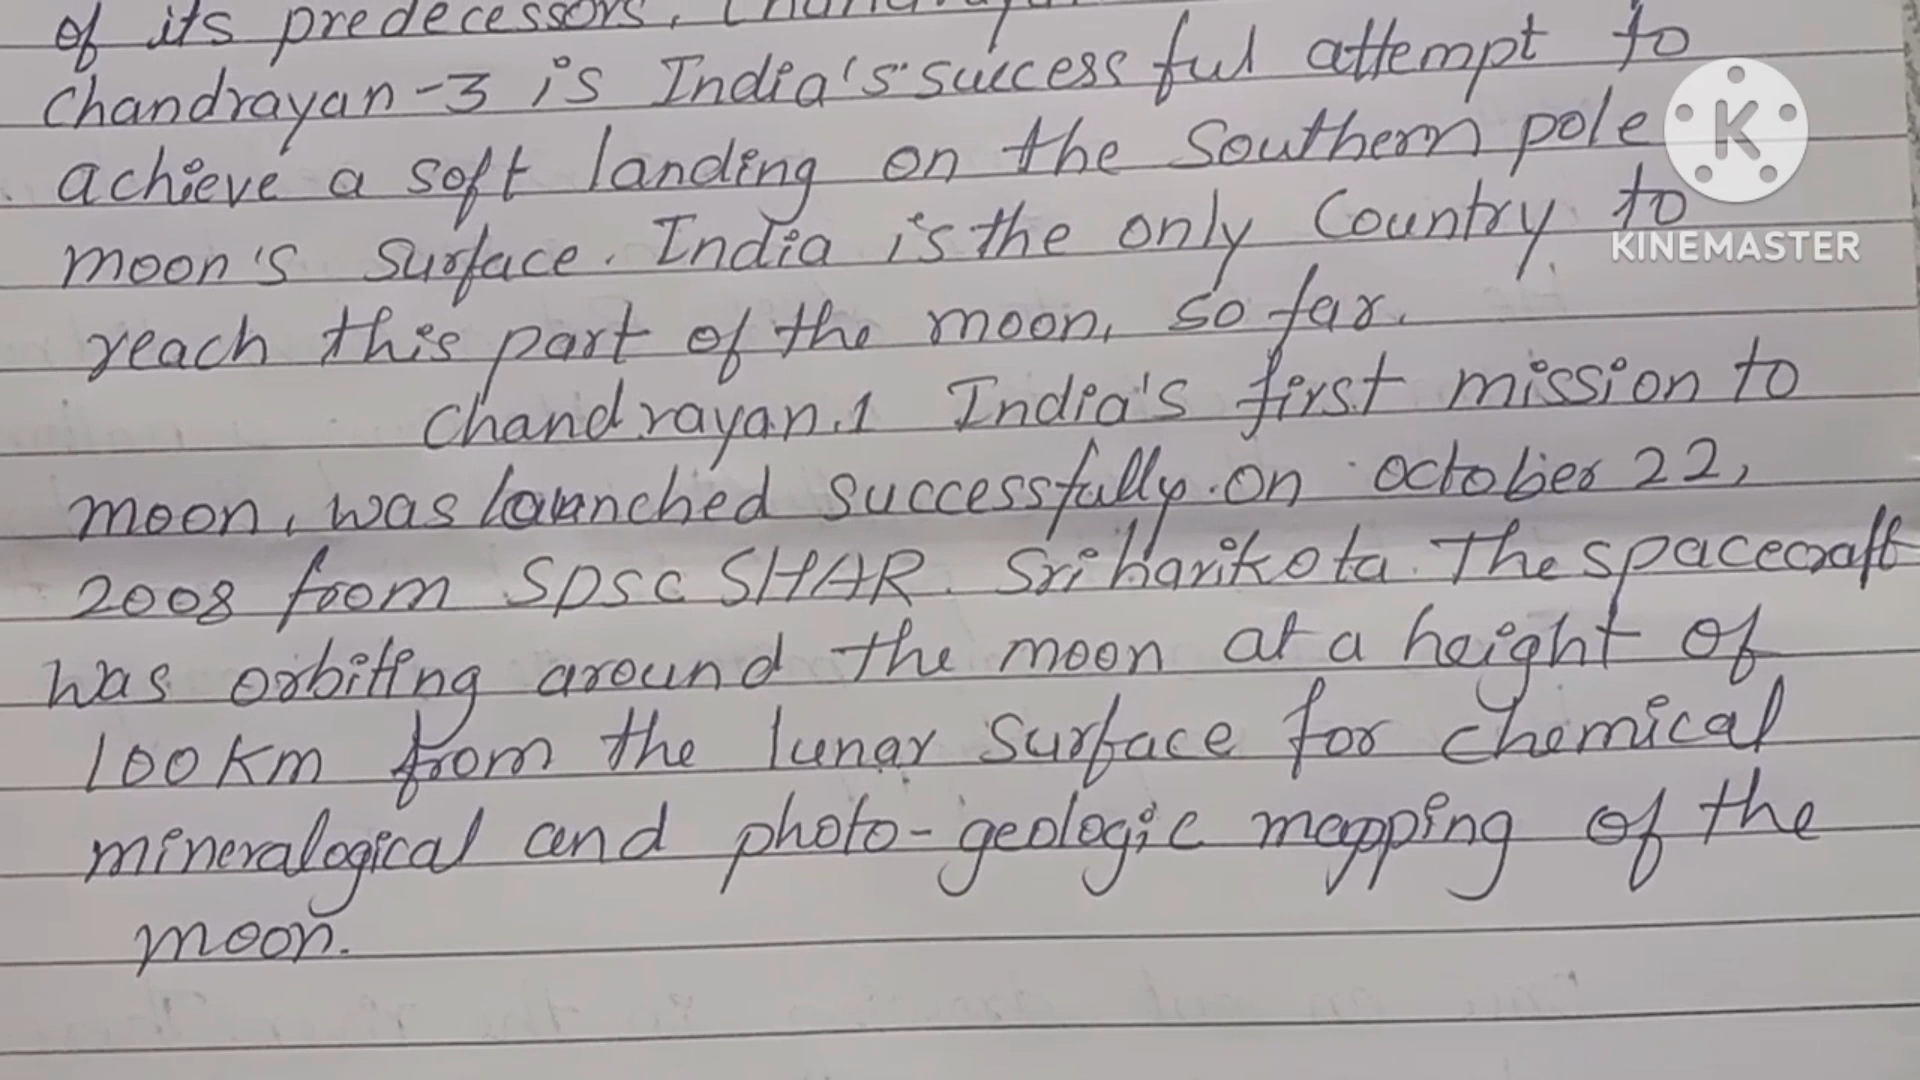 of its predecessors.
Chandrayan-3 is India's successful attempt to
achieve a soft landing on the Southern pole
moon's surface. India is the only Country to
reach this part of the moon, so far.
Chandrayan.1 India's first mission to
moon, was launched successfully on october 22,
2008 from SDSC SHAR. Sriharikota. The spacecraft
was orbiting around the moon at a height of
100 km from the lunar surface for chemical
mineralogical and photo-geologic mapping of the
moon.
K
KINEMASTER